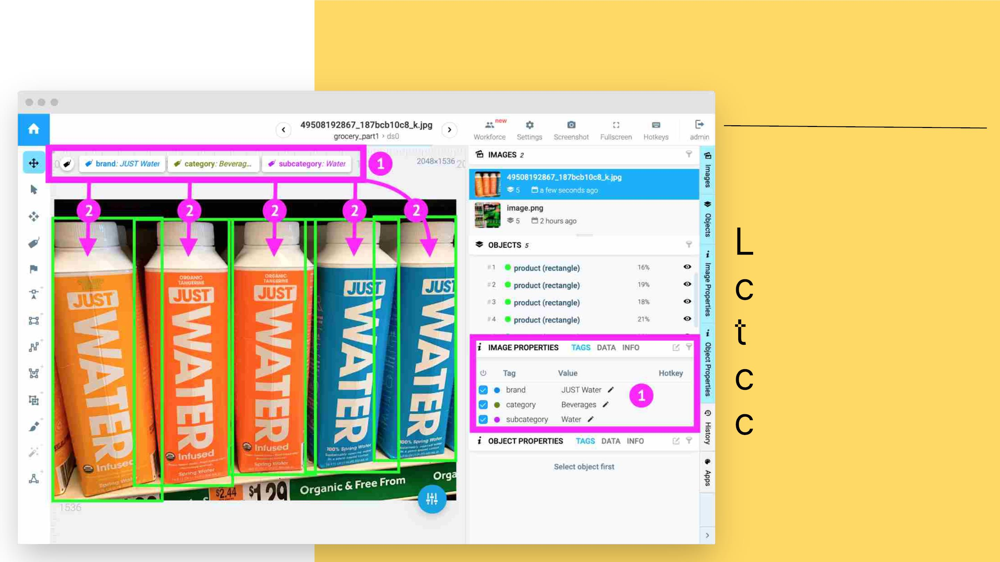 49508192867_187bcb10c8_k.jpg
grocery_part1 › ds0
new
Workforce
Settings
Screenshot
Fullscreen
Hotkeys
admin
brand: JUST Water
category: Beverag...
subcategory: Water
1
2048×1536
2
2
2
2
2
JUST
WATER
Infused
Spring Water
ORGANIC
TANGERINE
JUST
WATER
Infused
Spring Water
ORGANIC
TANGERINE
JUST
WATER
Infused
Spring Water
JUST
WATER
100% Spring Water
JUST
WATER
100% Spring Water
$2.44
$1.29
Organic & Free From
Orga
1536
IMAGES 2
49508192867_187bcb10c8_k.jpg
5 a few seconds ago
image.png
5 2 hours ago
OBJECTS 5
#1 product (rectangle) 16%
#2 product (rectangle) 19%
#3 product (rectangle) 18%
#4 product (rectangle) 21%
IMAGE PROPERTIES TAGS DATA INFO
Tag Value Hotkey
brand JUST Water
category Beverages
subcategory Water
1
OBJECT PROPERTIES TAGS DATA INFO
Select object first
Images
Objects
Image Properties
Object Properties
History
Apps
L
c
t
c
c